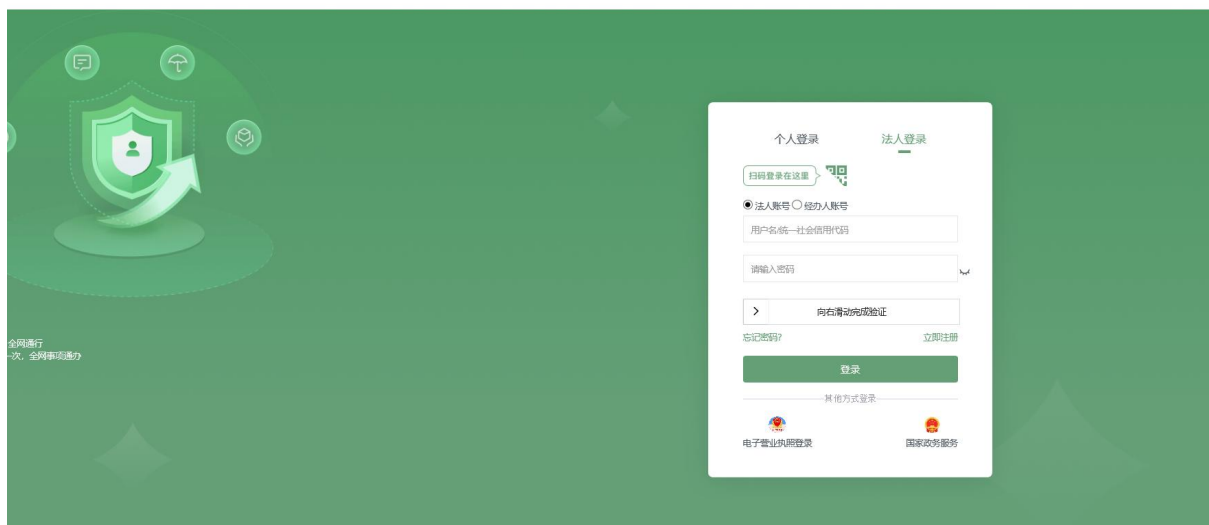 个人登录 法人登录
扫码登录在这里
法人账号 经办人账号
用户名/统一社会信用代码
请输入密码
向右滑动完成验证
忘记密码? 立即注册
登录
其他方式登录
电子营业执照登录 国家政务服务
全网通行
一次，全网事项通办